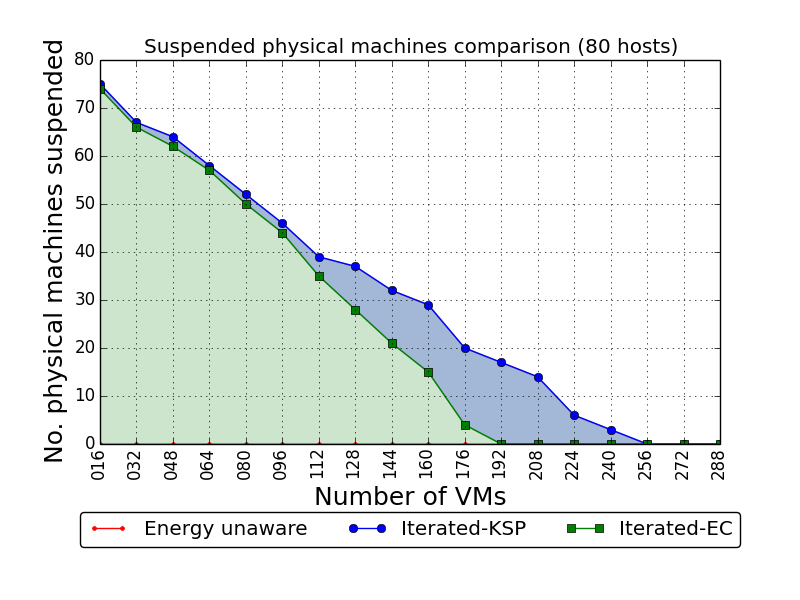 Suspended physical machines comparison (80 hosts)
No. physical machines suspended
80
70
60
50
40
30
20
10
0
016 032 048 064 080 096 112 128 144 160 176 192 208 224 240 256 272 288
Number of VMs
Energy unaware Iterated-KSP Iterated-EC